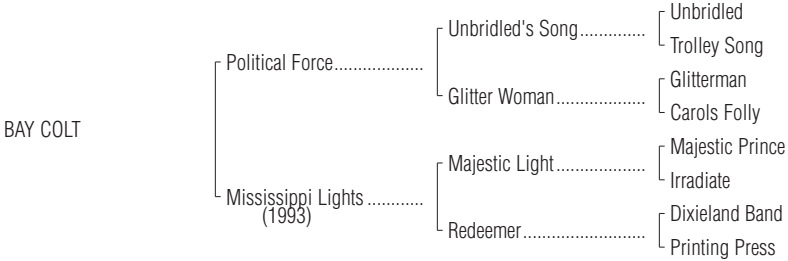 Unbridled
Unbridled's Song..............
Trolley Song
Political Force...................
Glitterman
Glitter Woman...................
Carols Folly
BAY COLT
Majestic Prince
Majestic Light...................
Irradiate
Mississippi Lights ............
(1993)
Dixieland Band
Redeemer..........................
Printing Press